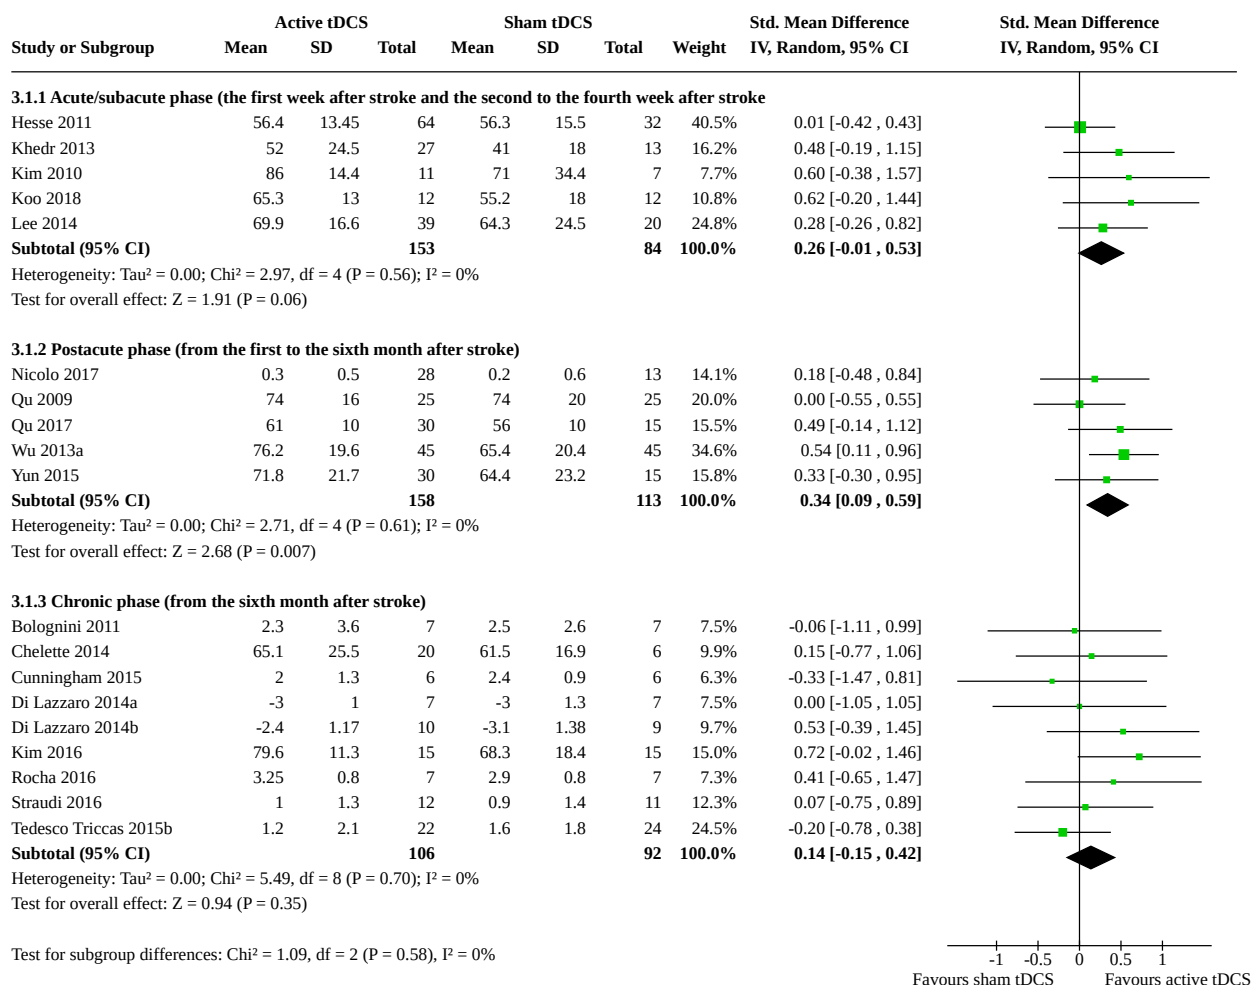 Active tDCS Sham tDCS Std. Mean Difference Std. Mean Difference
Study or Subgroup Mean SD Total Mean SD Total Weight IV, Random, 95% CI IV, Random, 95% CI
3.1.1 Acute/subacute phase (the first week after stroke and the second to the fourth week after stroke
Hesse 2011 56.4 13.45 64 56.3 15.5 32 40.5% 0.01 [-0.42 , 0.43]
Khedr 2013 52 24.5 27 41 18 13 16.2% 0.48 [-0.19 , 1.15]
Kim 2010 86 14.4 11 71 34.4 7 7.7% 0.60 [-0.38 , 1.57]
Koo 2018 65.3 13 12 55.2 18 12 10.8% 0.62 [-0.20 , 1.44]
Lee 2014 69.9 16.6 39 64.3 24.5 20 24.8% 0.28 [-0.26 , 0.82]
Subtotal (95% CI) 153 84 100.0% 0.26 [-0.01 , 0.53]
Heterogeneity: Tau² = 0.00; Chi² = 2.97, df = 4 (P = 0.56); I² = 0%
Test for overall effect: Z = 1.91 (P = 0.06)
3.1.2 Postacute phase (from the first to the sixth month after stroke)
Nicolo 2017 0.3 0.5 28 0.2 0.6 13 14.1% 0.18 [-0.48 , 0.84]
Qu 2009 74 16 25 74 20 25 20.0% 0.00 [-0.55 , 0.55]
Qu 2017 61 10 30 56 10 15 15.5% 0.49 [-0.14 , 1.12]
Wu 2013a 76.2 19.6 45 65.4 20.4 45 34.6% 0.54 [0.11 , 0.96]
Yun 2015 71.8 21.7 30 64.4 23.2 15 15.8% 0.33 [-0.30 , 0.95]
Subtotal (95% CI) 158 113 100.0% 0.34 [0.09 , 0.59]
Heterogeneity: Tau² = 0.00; Chi² = 2.71, df = 4 (P = 0.61); I² = 0%
Test for overall effect: Z = 2.68 (P = 0.007)
3.1.3 Chronic phase (from the sixth month after stroke)
Bolognini 2011 2.3 3.6 7 2.5 2.6 7 7.5% -0.06 [-1.11 , 0.99]
Chelette 2014 65.1 25.5 20 61.5 16.9 6 9.9% 0.15 [-0.77 , 1.06]
Cunningham 2015 2 1.3 6 2.4 0.9 6 6.3% -0.33 [-1.47 , 0.81]
Di Lazzaro 2014a -3 1 7 -3 1.3 7 7.5% 0.00 [-1.05 , 1.05]
Di Lazzaro 2014b -2.4 1.17 10 -3.1 1.38 9 9.7% 0.53 [-0.39 , 1.45]
Kim 2016 79.6 11.3 15 68.3 18.4 15 15.0% 0.72 [-0.02 , 1.46]
Rocha 2016 3.25 0.8 7 2.9 0.8 7 7.3% 0.41 [-0.65 , 1.47]
Straudi 2016 1 1.3 12 0.9 1.4 11 12.3% 0.07 [-0.75 , 0.89]
Tedesco Triccas 2015b 1.2 2.1 22 1.6 1.8 24 24.5% -0.20 [-0.78 , 0.38]
Subtotal (95% CI) 106 92 100.0% 0.14 [-0.15 , 0.42]
Heterogeneity: Tau² = 0.00; Chi² = 5.49, df = 8 (P = 0.70); I² = 0%
Test for overall effect: Z = 0.94 (P = 0.35)
Test for subgroup differences: Chi² = 1.09, df = 2 (P = 0.58), I² = 0%
-1 -0.5 0 0.5 1
Favours sham tDCS Favours active tDCS